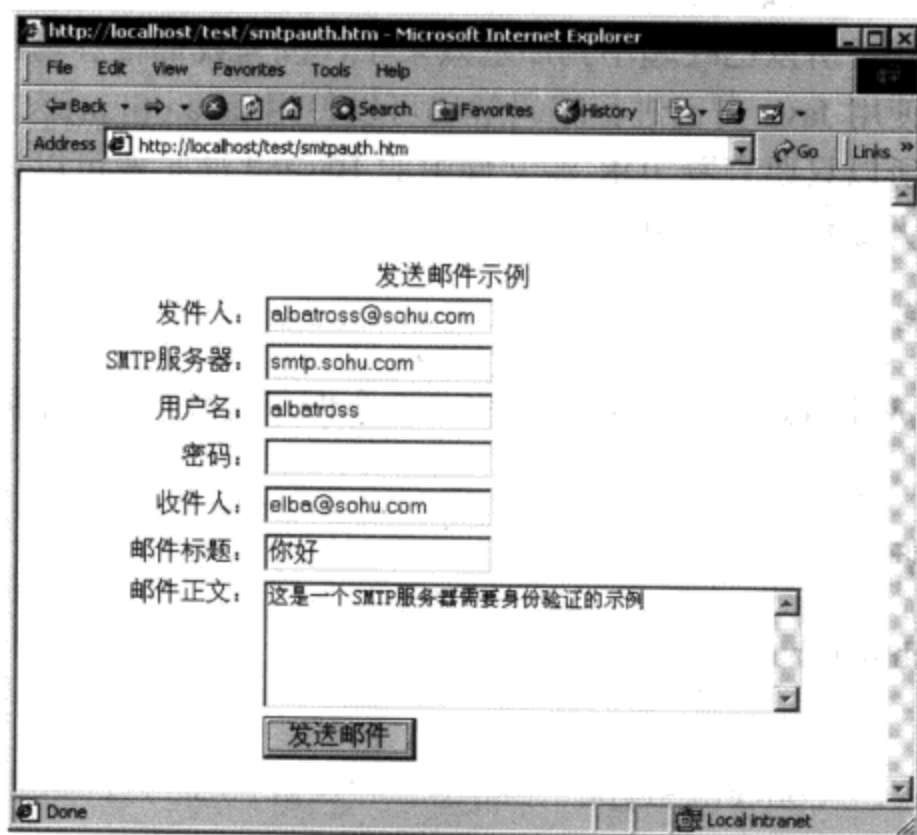 http://localhost/test/smtpauth.htm - Microsoft Internet Explorer
File Edit View Favorites Tools Help
Back Search Favorites History
Address http://localhost/test/smtpauth.htm Go Links »
发送邮件示例
发件人： albatross@sohu.com
SMTP服务器： smtp.sohu.com
用户名： albatross
密码：
收件人： elba@sohu.com
邮件标题： 你好
邮件正文： 这是一个SMTP服务器需要身份验证的示例
发送邮件
Done Local intranet